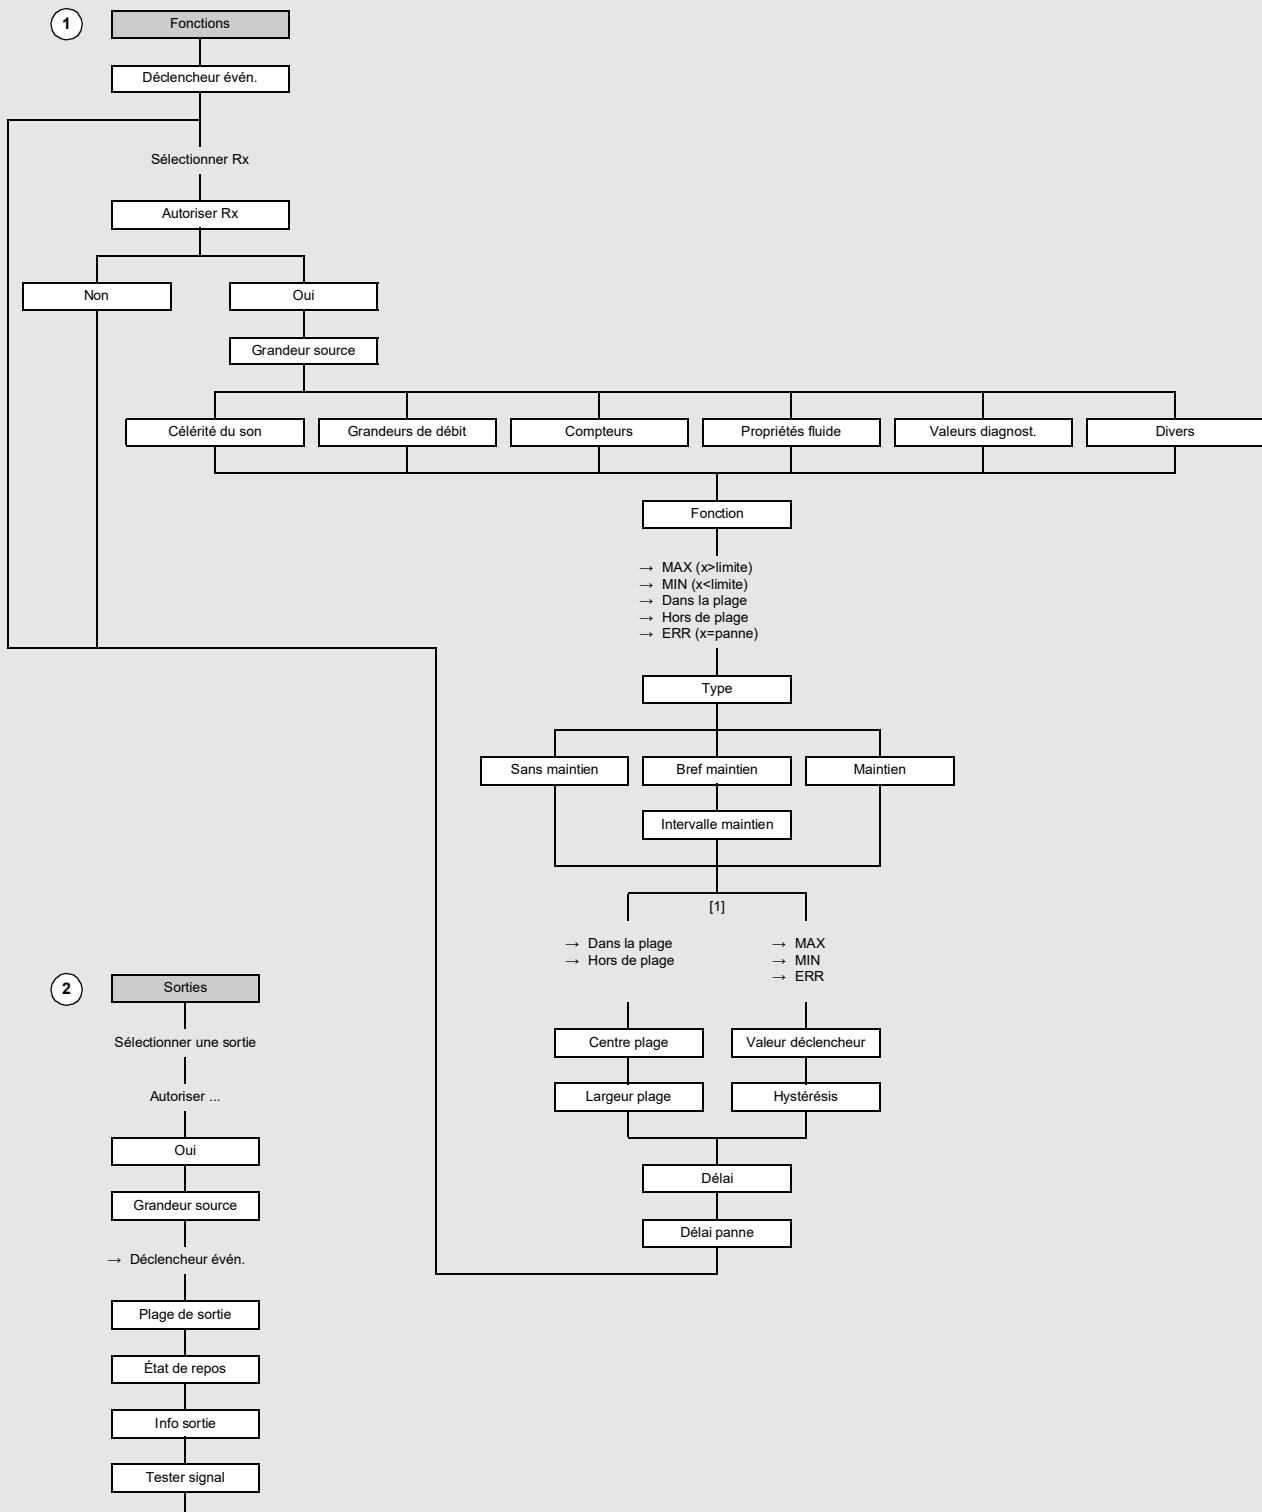 1
Fonctions
Déclencheur évén.
Sélectionner Rx
Autoriser Rx
Non
Oui
Grandeur source
Célérité du son
Grandeurs de débit
Compteurs
Propriétés fluide
Valeurs diagnost.
Divers
Fonction
→ MAX (x>limite)
→ MIN (x<limite)
→ Dans la plage
→ Hors de plage
→ ERR (x=panne)
Type
Sans maintien
Bref maintien
Maintien
Intervalle maintien
[1]
→ Dans la plage
→ Hors de plage
→ MAX
→ MIN
→ ERR
Centre plage
Valeur déclencheur
Largeur plage
Hystérésis
Délai
Délai panne
2
Sorties
Sélectionner une sortie
Autoriser ...
Oui
Grandeur source
→ Déclencheur évén.
Plage de sortie
État de repos
Info sortie
Tester signal